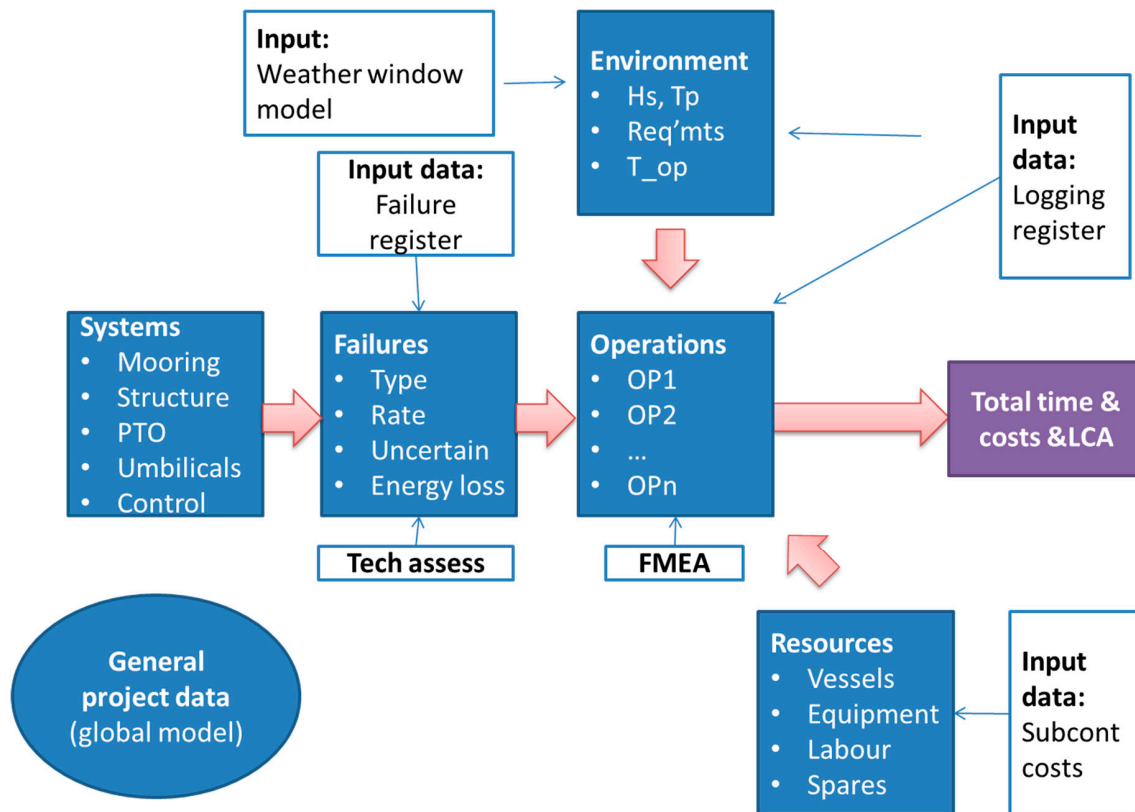 Input:
Weather window
model
Environment
• Hs, Tp
• Req'mts
• T_op
Input
data:
Logging
register
Input data:
Failure
register
Systems
• Mooring
• Structure
• PTO
• Umbilicals
• Control
Failures
• Type
• Rate
• Uncertain
• Energy loss
Operations
• OP1
• OP2
• ...
• OPn
Total time &
costs &LCA
Tech assess
FMEA
General
project data
(global model)
Resources
• Vessels
• Equipment
• Labour
• Spares
Input
data:
Subcont
costs